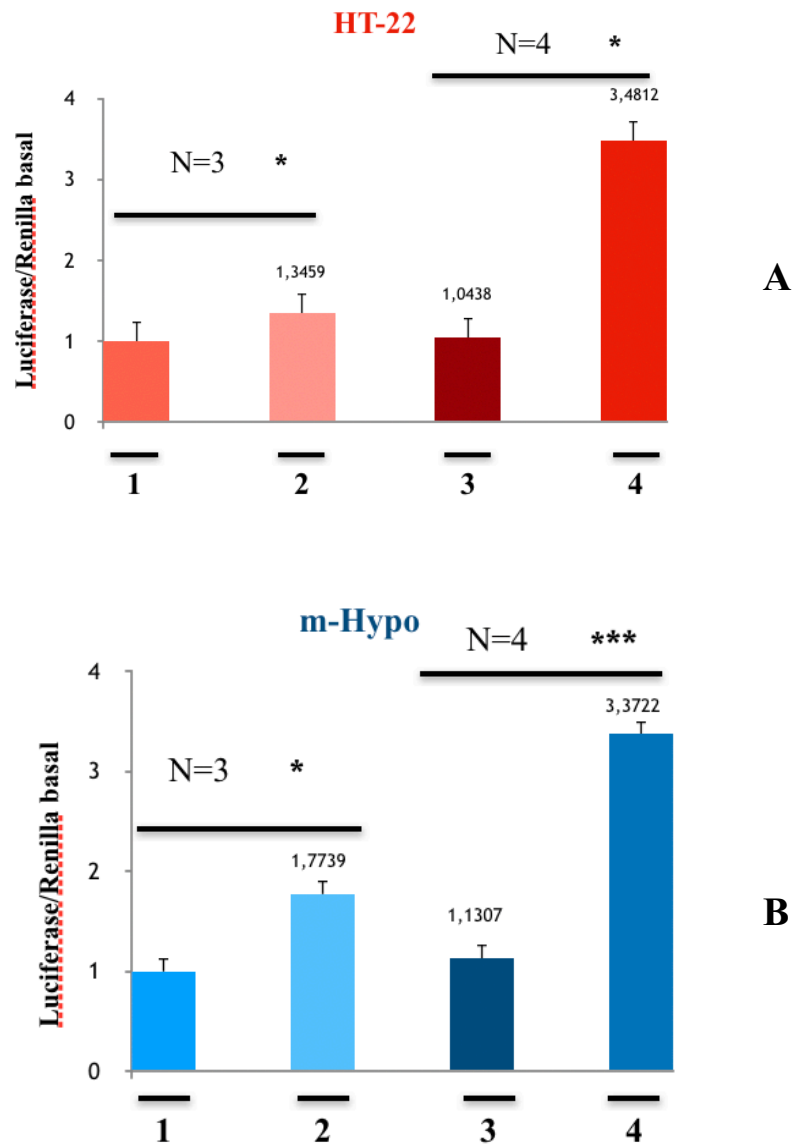 HT-22
N=4 *
3,4812
N=3 *
1,3459
1,0438
Luciferase/Renilla basal
4
3
2
1
0
1 2 3 4
A
m-Hypo
N=4 ***
3,3722
N=3 *
1,7739
1,1307
Luciferase/Renilla basal
4
3
2
1
0
1 2 3 4
B